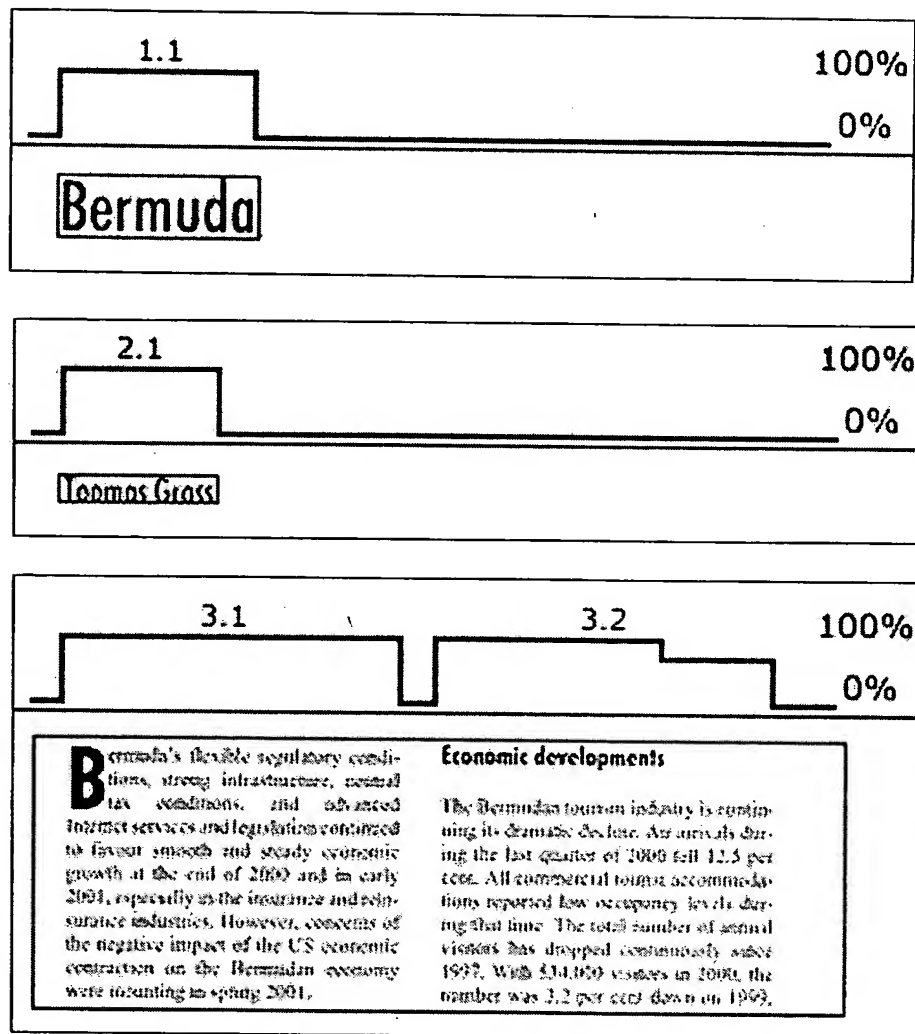 1.1
100%
0%
Bermuda
2.1
100%
0%
Toomas Grass
3.1
3.2
100%
0%
Bermuda's flexible regulatory condi-
tions, strong infrastructure, normal
tax conditions, and advanced
Internet services and legislation continued
to favour smooth and steady economic
growth at the end of 2000 and in early
2001, especially in the insurance and rein-
surance industries. However, concerns of
the negative impact of the US economic
contraction on the Bermudan economy
were mounting in spring 2001.
Economic developments
The Bermudan tourism industry is contin-
uing its dramatic decline. Air arrivals dur-
ing the last quarter of 2000 fell 12.5 per
cent. All commercial tourist accommoda-
tions reported low occupancy levels dur-
ing that time. The total number of annual
visitors has dropped continuously since
1997. With 534,000 visitors in 2000, the
number was 3.2 per cent down on 1999.